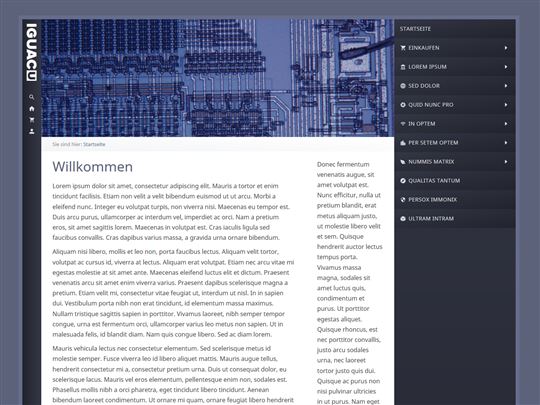 IGUACU
STARTSEITE
EINKAUFEN
LOREM IPSUM
SED DOLOR
QUID NUNC PRO
IN OPTEM
PER SETEM OPTEM
NUMMIS MATRIX
QUALITAS TANTUM
PERSOX IMMONIX
ULTRAM INTRAM
Sie sind hier: Startseite
Willkommen
Lorem ipsum dolor sit amet, consectetur adipiscing elit. Mauris a tortor et enim
tincidunt facilisis. Etiam non velit a velit bibendum euismod ut ut arcu. Morbi a
eleifend nunc. Integer eu volutpat turpis, non viverra nisi. Maecenas eu tempor est.
Duis arcu purus, ullamcorper ac interdum vel, imperdiet ac orci. Nam a pretium
eros, sit amet sagittis lorem. Maecenas in volutpat est. Cras iaculis ligula sed
faucibus convallis. Cras dapibus varius massa, a gravida urna ornare bibendum.
Aliquam nisi libero, mollis et leo non, porta faucibus lectus. Aliquam velit tortor,
volutpat ac cursus id, viverra at lectus. Aliquam erat volutpat. Etiam nec arcu vitae mi
egestas molestie at sit amet ante. Maecenas eleifend luctus elit et dictum. Praesent
venenatis arcu sit amet enim viverra varius. Praesent dapibus scelerisque magna a
pretium. Etiam velit mi, consectetur vitae feugiat ut, interdum ut nisl. In in sapien
dui. Vestibulum porta nibh non erat tincidunt, id elementum massa maximus.
Nullam tristique sagittis sapien in porttitor. Vivamus laoreet, nibh semper tempor
congue, urna est fermentum orci, ullamcorper varius leo metus non sapien. Ut in
malesuada felis, id blandit diam. Nam quis congue libero. Sed ac diam lorem.
Mauris vehicula lectus nec consectetur elementum. Sed scelerisque metus id
molestie semper. Fusce viverra leo id libero aliquet mattis. Mauris augue tellus,
hendrerit consectetur mi a, consectetur pretium urna. Duis ut consequat dolor, eu
scelerisque lacus. Mauris vel eros elementum, pellentesque enim non, sodales est.
Phasellus mollis nibh a orci pharetra, eget tincidunt libero tincidunt. Aenean
bibendum laoreet condimentum. Ut ornare mi quam, ornare feugiat libero hendrerit
Donec fermentum
venenatis augue, sit
amet volutpat est.
Nunc efficitur, nulla ut
pretium blandit, erat
metus aliquam justo,
ut molestie libero velit
et sem. Quisque
hendrerit auctor lectus
tempus porta.
Vivamus massa
magna, sodales sit
amet luctus quis,
condimentum et
purus. Ut porttitor
egestas aliquet.
Quisque rhoncus, est
nec porttitor convallis,
justo arcu sodales
urna, nec laoreet
tortor justo quis dui.
Quisque ac purus non
nisi pulvinar ultricies
in ut purus. Nam eget